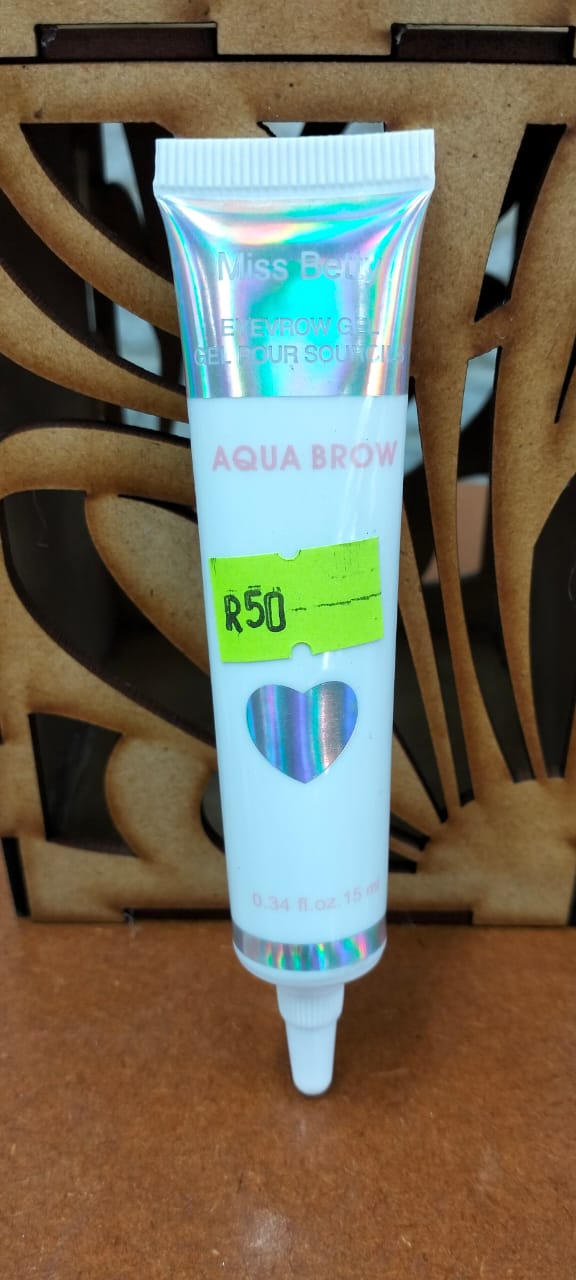 Miss Betty
EYEVROW GEL
GEL POUR SOURCILS
AQUA BROW
R50
0.34 fl.oz.15 ml